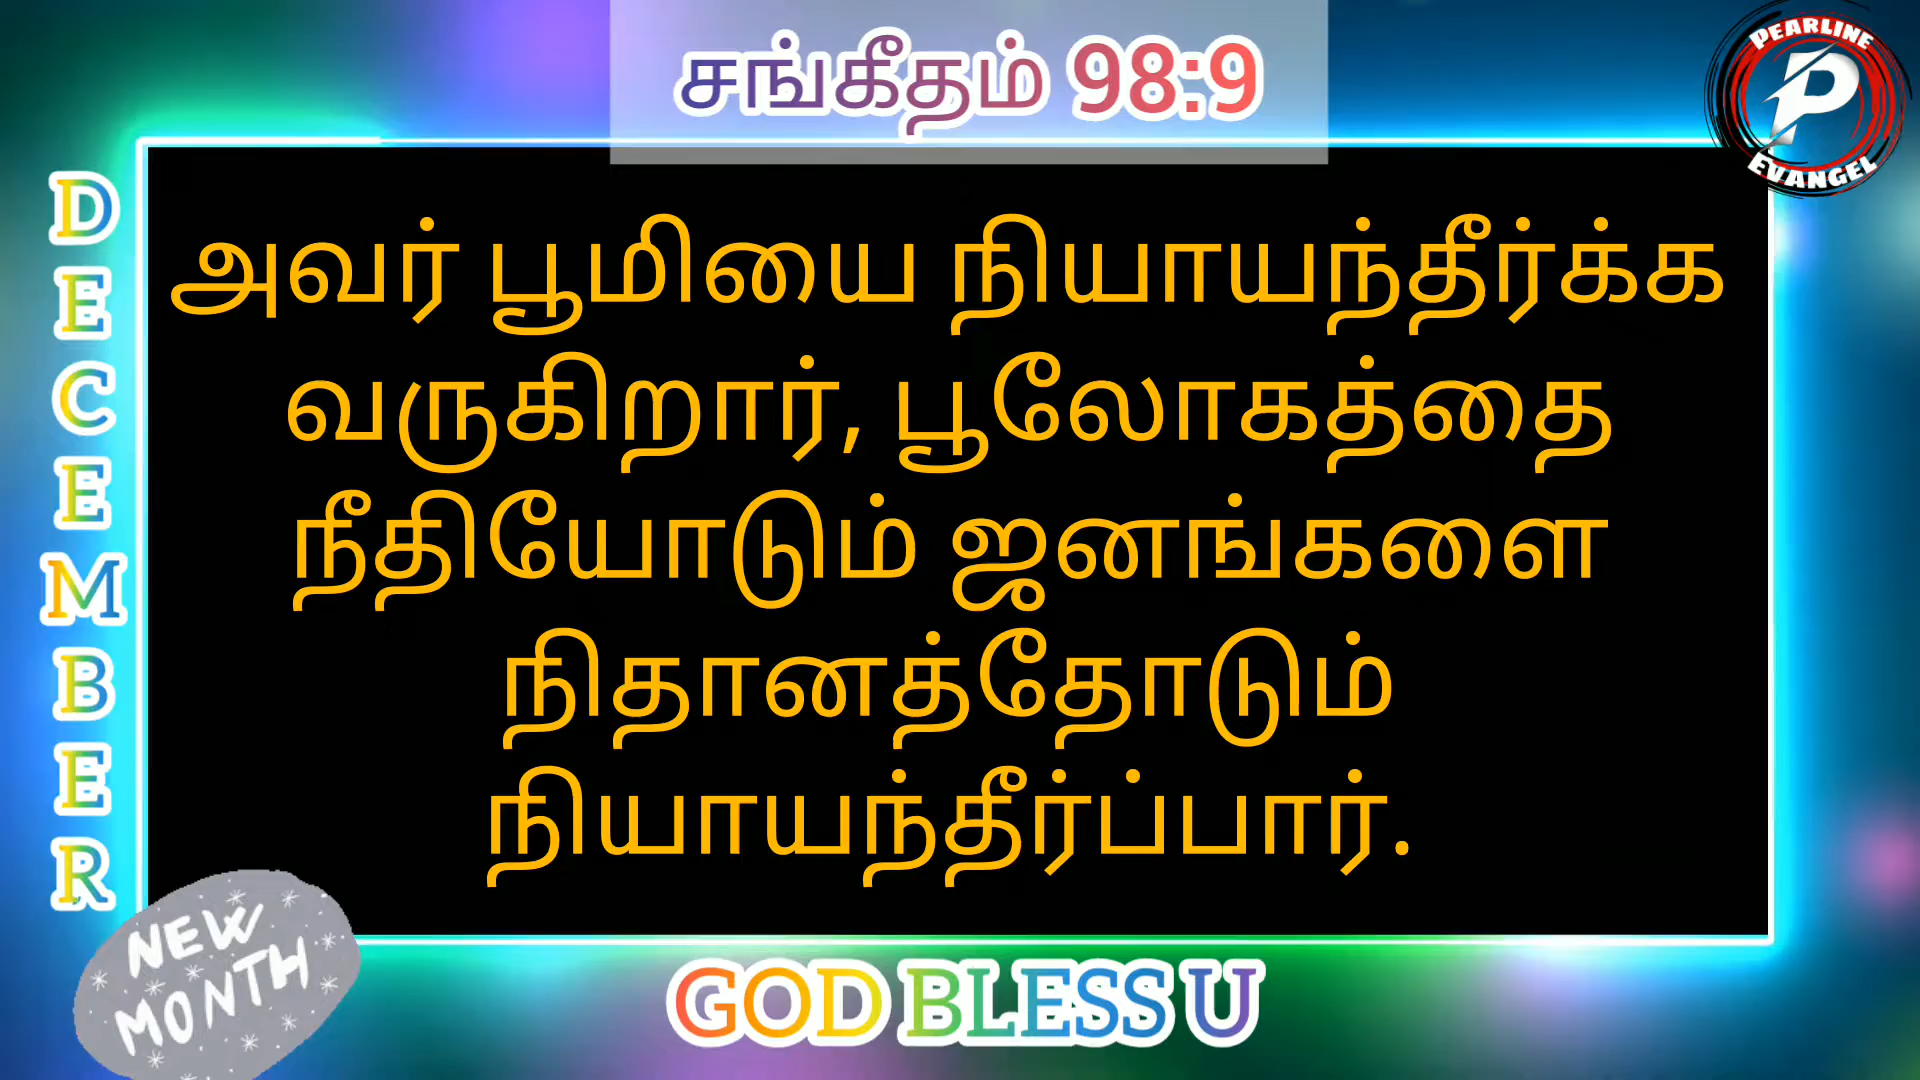 சங்கீதம் 98:9
PEARLINE
P
EVANGEL
DECEMBER
அவர் பூமியை நியாயந்தீர்க்க
வருகிறார், பூலோகத்தை
நீதியோடும் ஜனங்களை
நிதானத்தோடும்
நியாயந்தீர்ப்பார்.
NEW
MONTH
GOD BLESS U